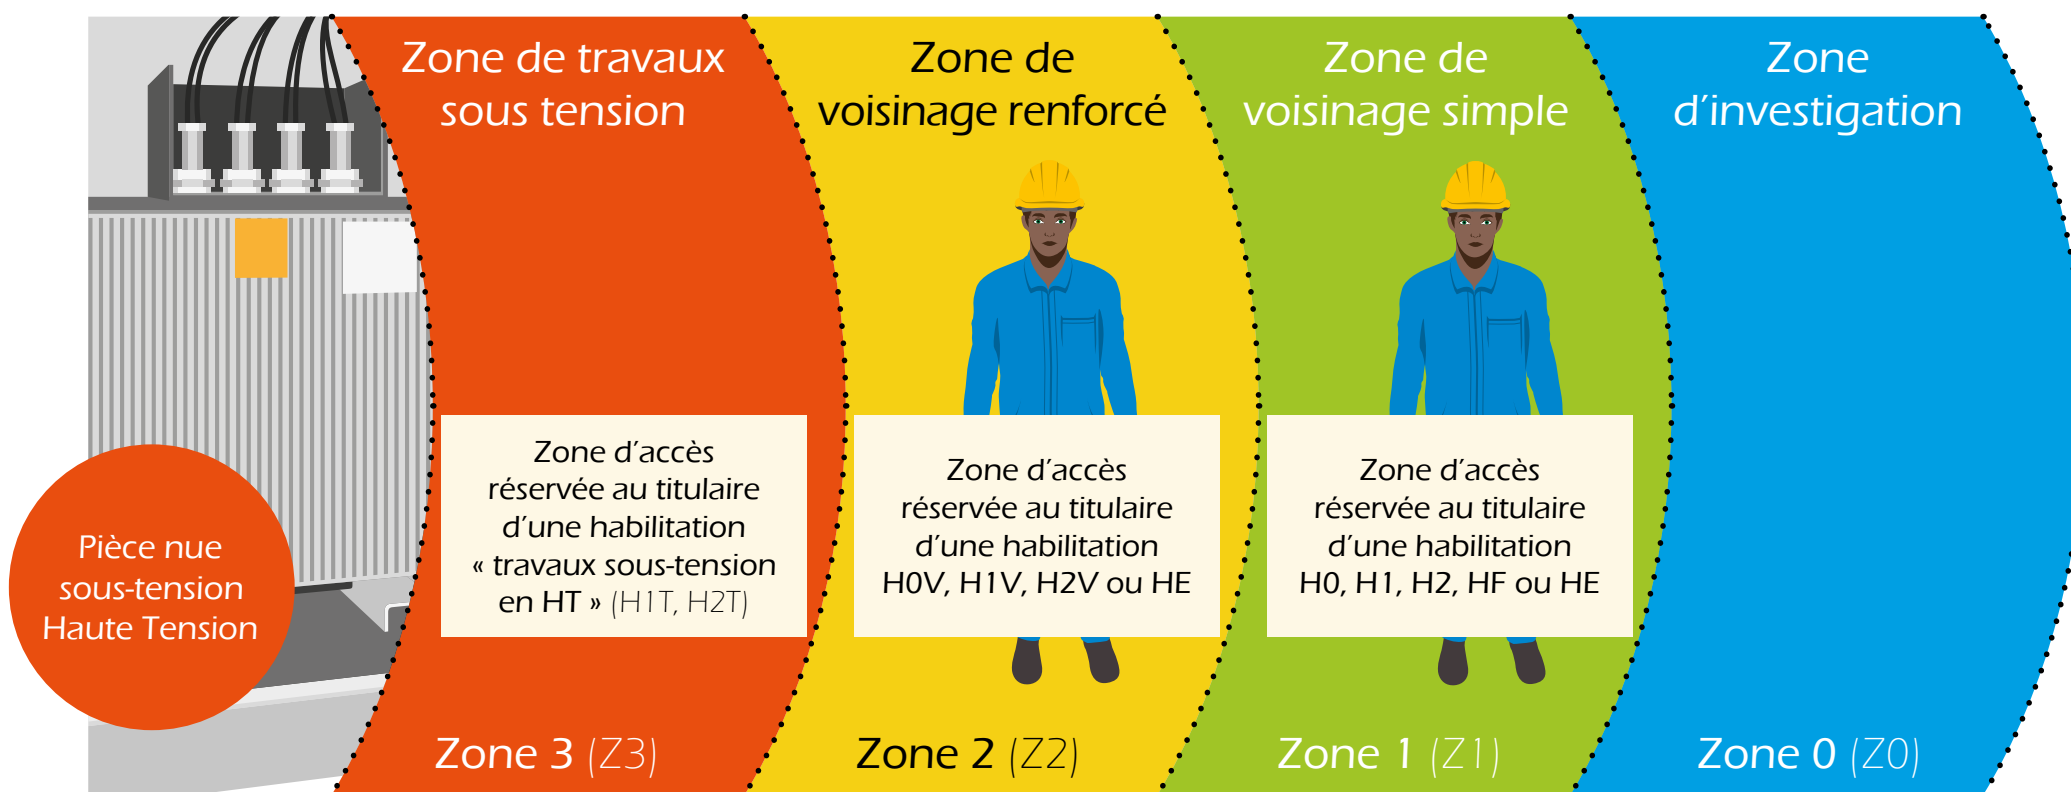 Zone de travaux
sous tension
Zone de
voisinage renforcé
Zone de
voisinage simple
Zone
d’investigation
Pièce nue
sous-tension
Haute Tension
Zone d’accès
réservée au titulaire
d’une habilitation
« travaux sous-tension
en HT » (H1T, H2T)
Zone d’accès
réservée au titulaire
d’une habilitation
H0V, H1V, H2V ou HE
Zone d’accès
réservée au titulaire
d’une habilitation
H0, H1, H2, HF ou HE
Zone 3 (Z3)
Zone 2 (Z2)
Zone 1 (Z1)
Zone 0 (Z0)